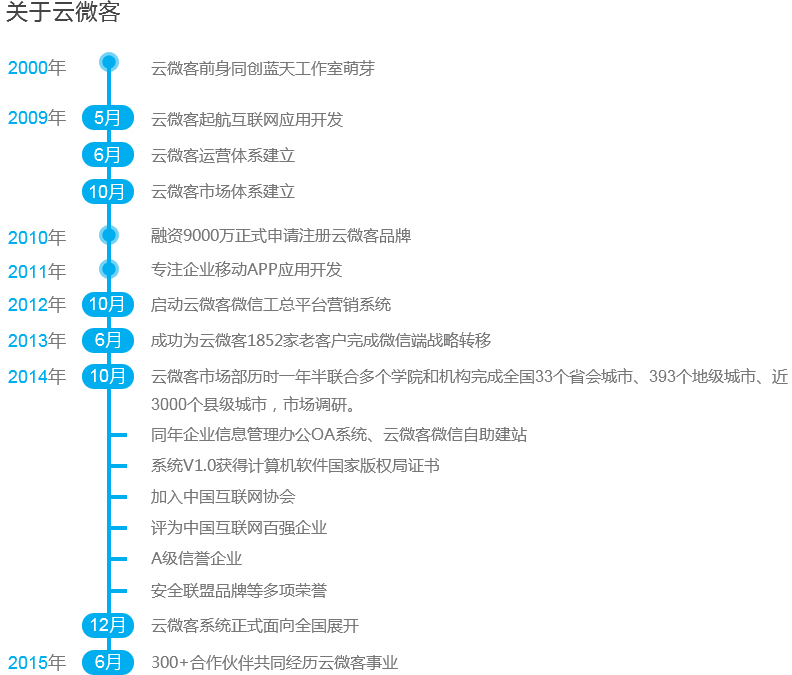 关于云微客
2000年 云微客前身同创蓝天工作室萌芽
2009年 5月 云微客起航互联网应用开发
6月 云微客运营体系建立
10月 云微客市场体系建立
2010年 融资9000万正式申请注册云微客品牌
2011年 专注企业移动APP应用开发
2012年 10月 启动云微客微信工总平台营销系统
2013年 6月 成功为云微客1852家老客户完成微信端战略转移
2014年 10月 云微客市场部历时一年半联合多个学院和机构完成全国33个省会城市、393个地级城市、近
3000个县级城市，市场调研。
同年企业信息管理办公OA系统、云微客微信自助建站
系统V1.0获得计算机软件国家版权局证书
加入中国互联网协会
评为中国互联网百强企业
A级信誉企业
安全联盟品牌等多项荣誉
12月 云微客系统正式面向全国展开
2015年 6月 300+合作伙伴共同经历云微客事业